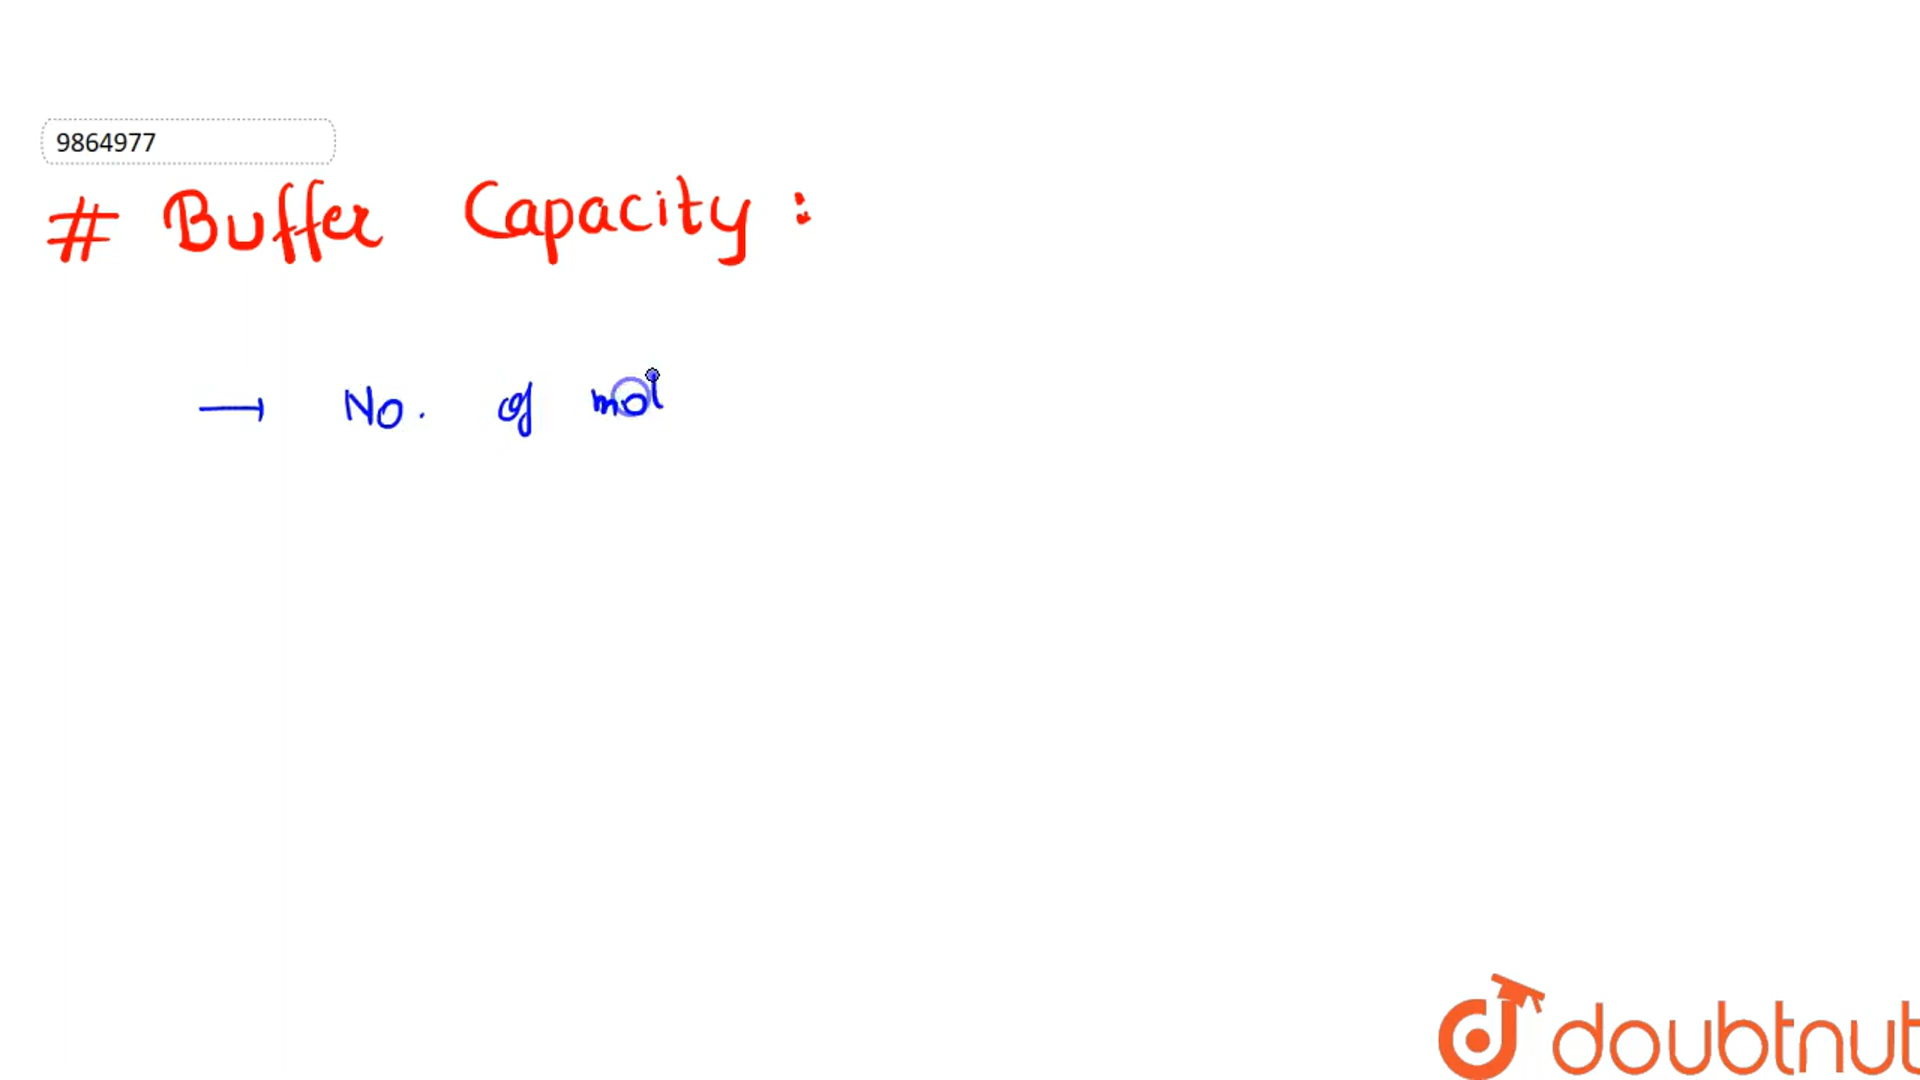 9864977
# Buffer Capacity :
→ No. of mol
doubtnut